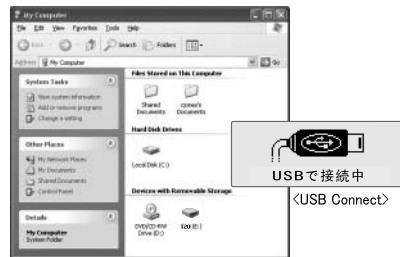 My Computer
File Edit View Favorites Tools Help
Search Folders
Address My Computer Go
System Tasks
View system information
Add or remove programs
Change a setting
Other Places
My Network Places
My Documents
Shared Documents
Control Panel
Details
My Computer
System Folder
Files Stored on This Computer
Shared Documents
Documents
Hard Disk Drives
Local Disk (C:)
Devices with Removable Storage
DVD/CD-RW Drive (D:)
USBで接続中
<USB Connect>